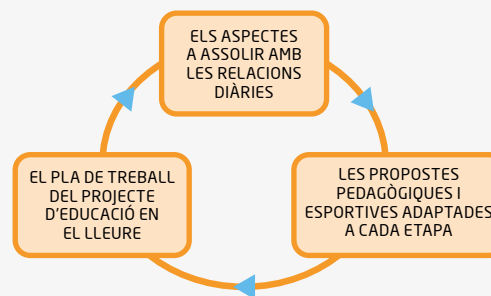 ELS ASPECTES
A ASSOLIR AMB
LES RELACIONS
DIÀRIES
EL PLA DE TREBALL
DEL PROJECTE
D'EDUCACIÓ EN
EL LLEURE
LES PROPOSTES
PEDAGÒGIQUES I
ESPORTIVES ADAPTADES
A CADA ETAPA